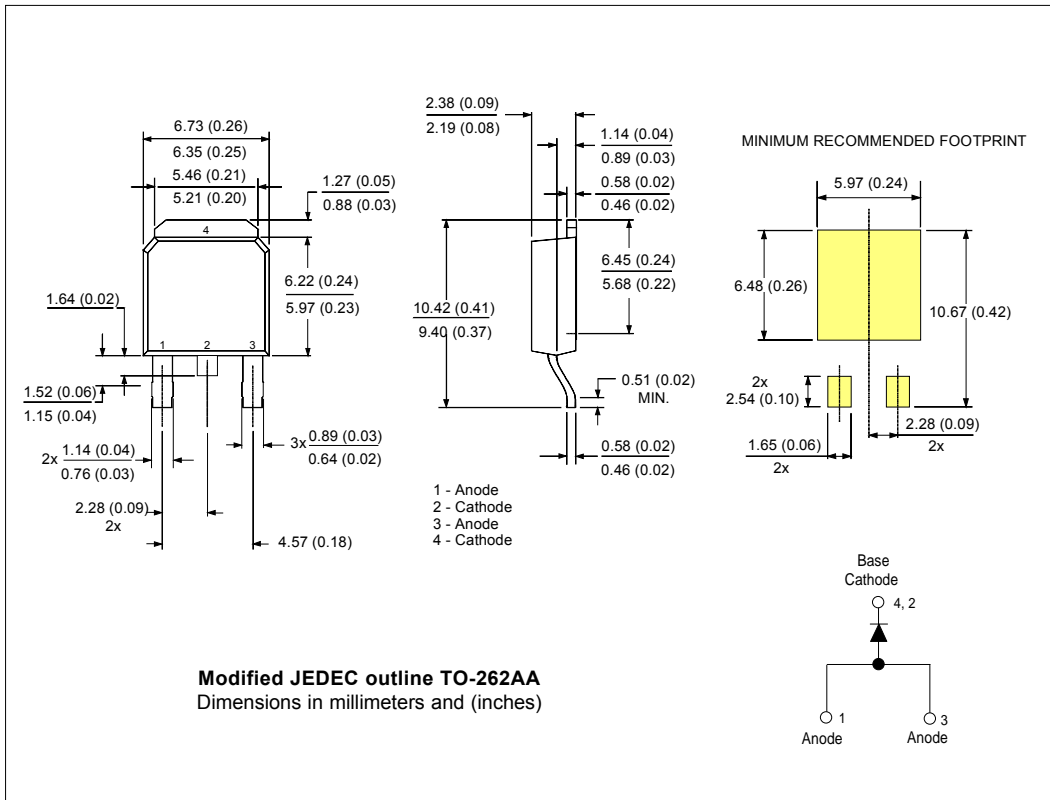 6.73 (0.26)
6.35 (0.25)
5.46 (0.21)
5.21 (0.20)
1.27 (0.05)
0.88 (0.03)
4
6.22 (0.24)
5.97 (0.23)
1.64 (0.02)
1 2 3
1.52 (0.06)
1.15 (0.04)
2x 1.14 (0.04)
0.76 (0.03)
3x 0.89 (0.03)
0.64 (0.02)
2.28 (0.09)
2x
4.57 (0.18)
2.38 (0.09)
2.19 (0.08)
1.14 (0.04)
0.89 (0.03)
0.58 (0.02)
0.46 (0.02)
6.45 (0.24)
5.68 (0.22)
10.42 (0.41)
9.40 (0.37)
0.51 (0.02)
MIN.
0.58 (0.02)
0.46 (0.02)
1 - Anode
2 - Cathode
3 - Anode
4 - Cathode
MINIMUM RECOMMENDED FOOTPRINT
5.97 (0.24)
6.48 (0.26)
10.67 (0.42)
2x
2.54 (0.10)
2.28 (0.09)
2x
1.65 (0.06)
2x
Base
Cathode
4, 2
1
Anode
3
Anode
Modified JEDEC outline TO-262AA
Dimensions in millimeters and (inches)